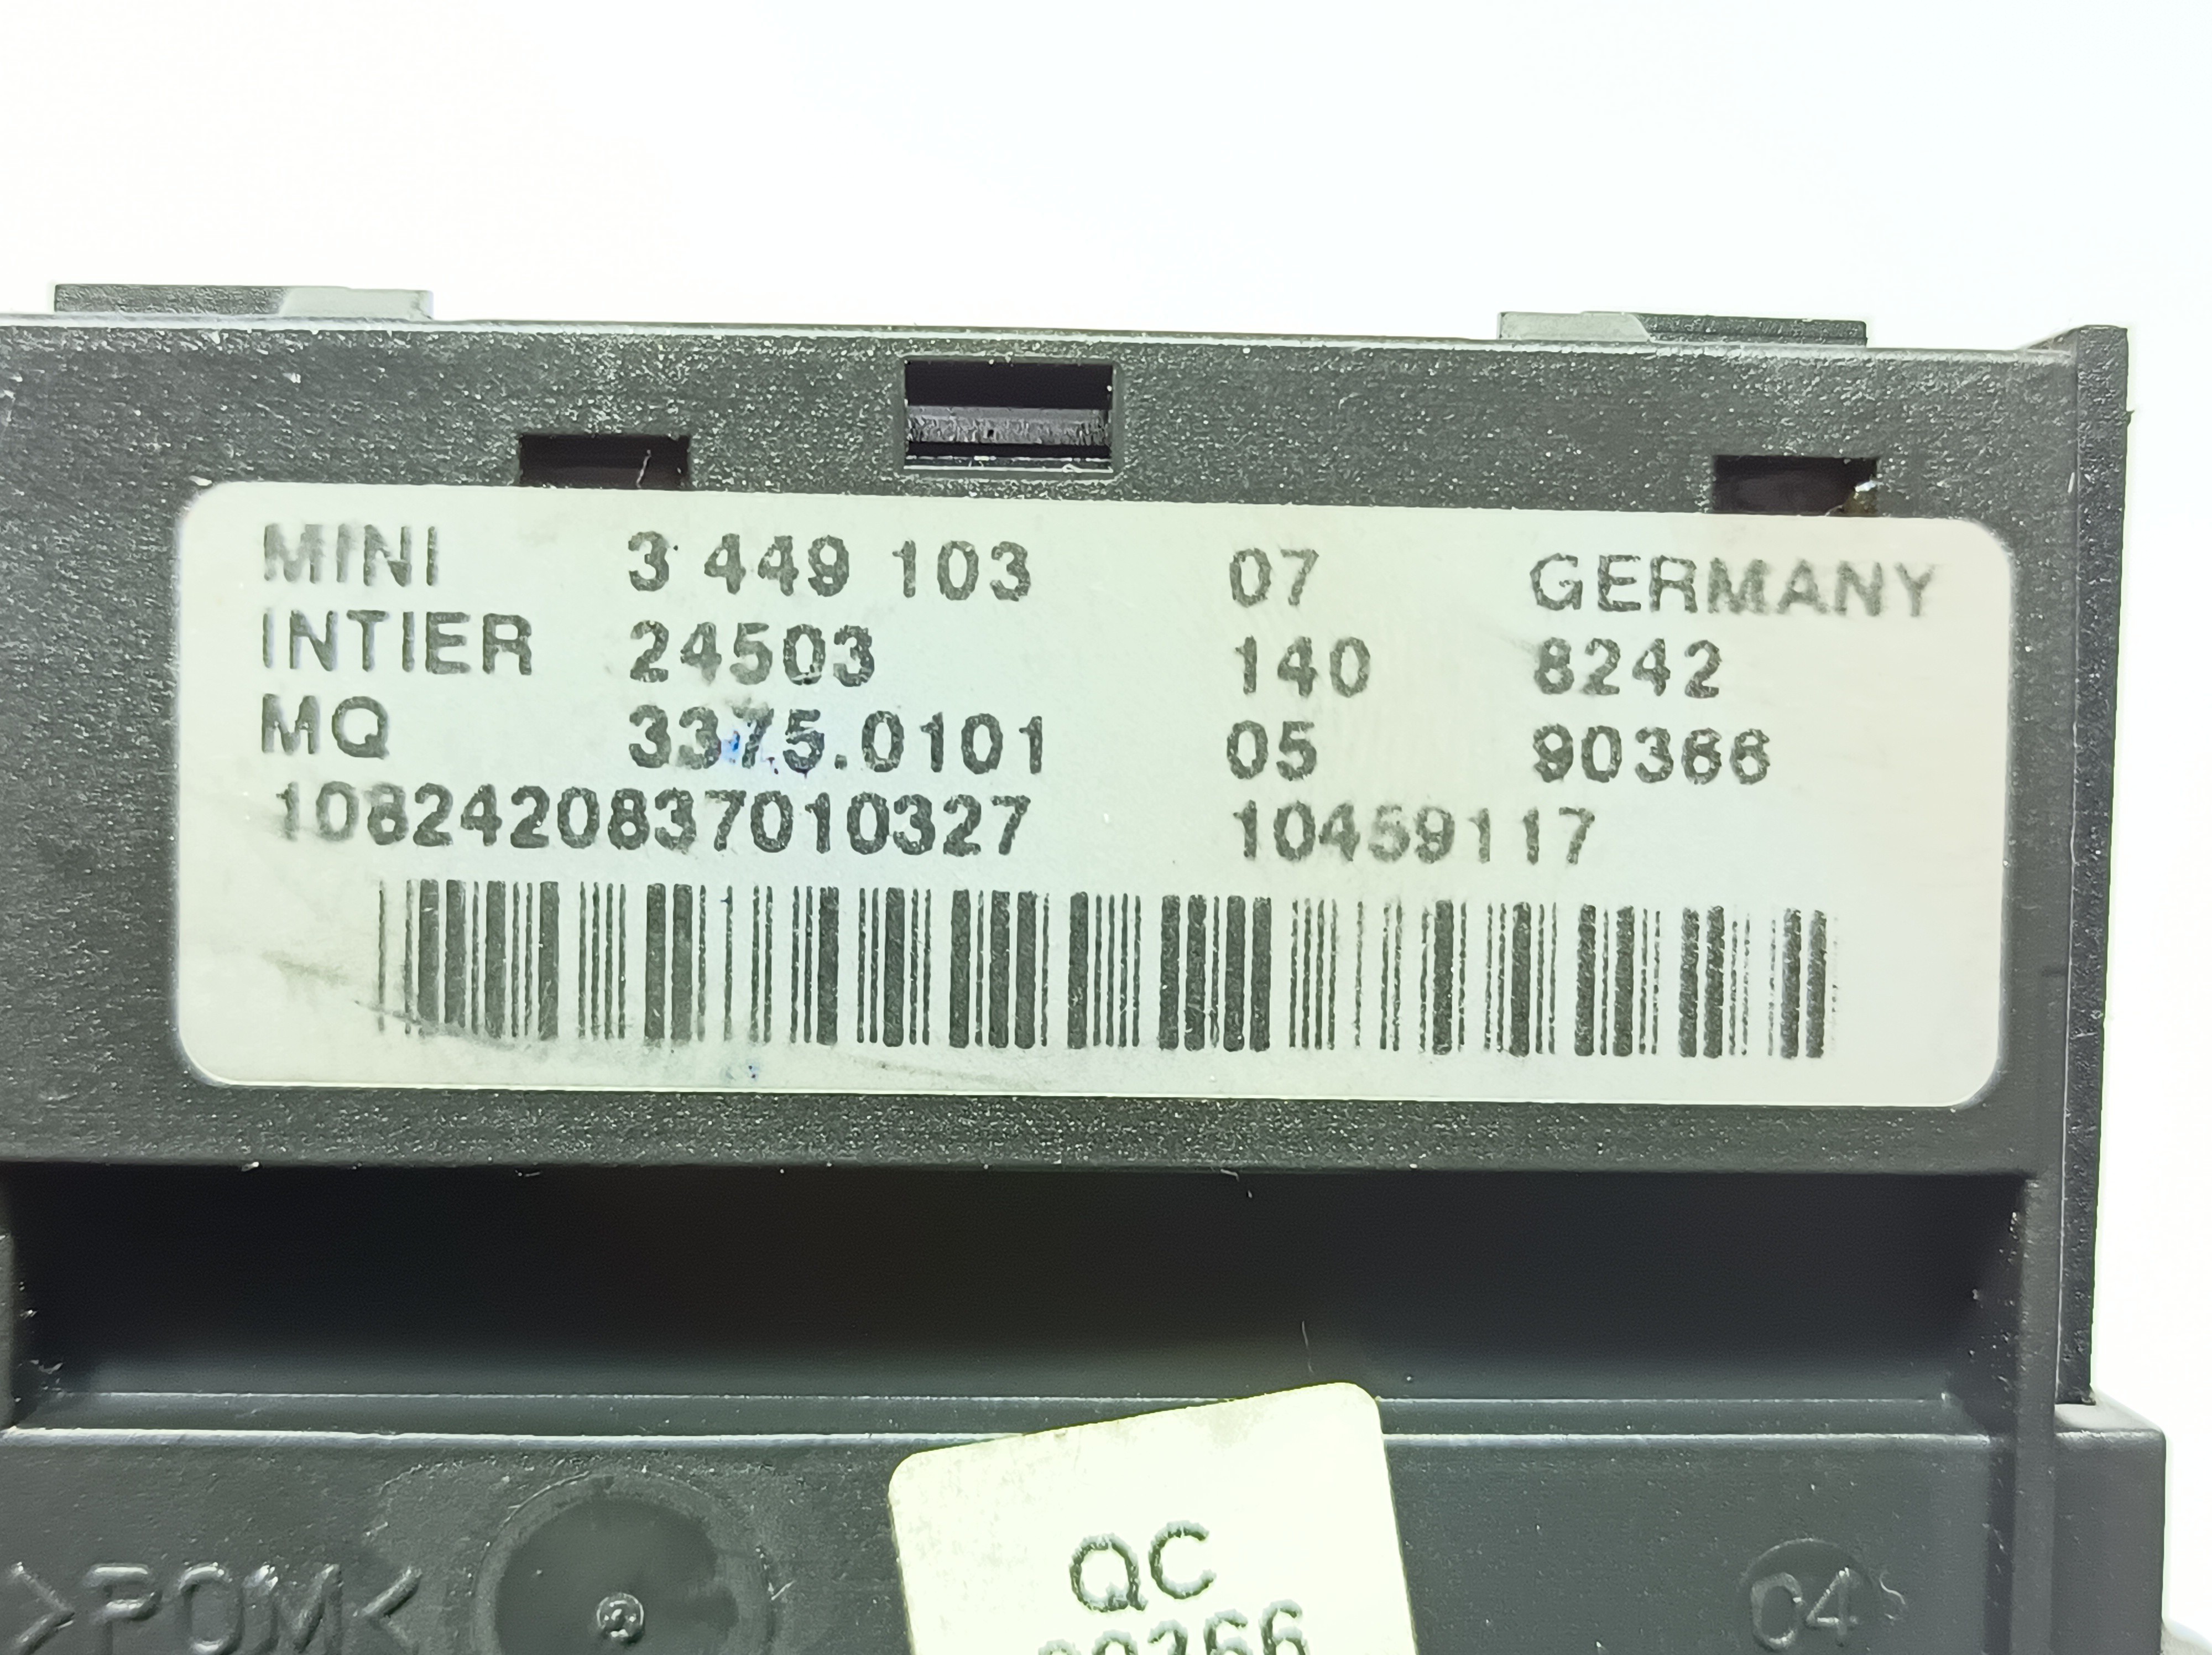 MINI 3 449 103 07 GERMANY
INTIER 24503 140 8242
MQ 3375.0101 05 90366
1082420837010327 10459117
QC
>POM< 04